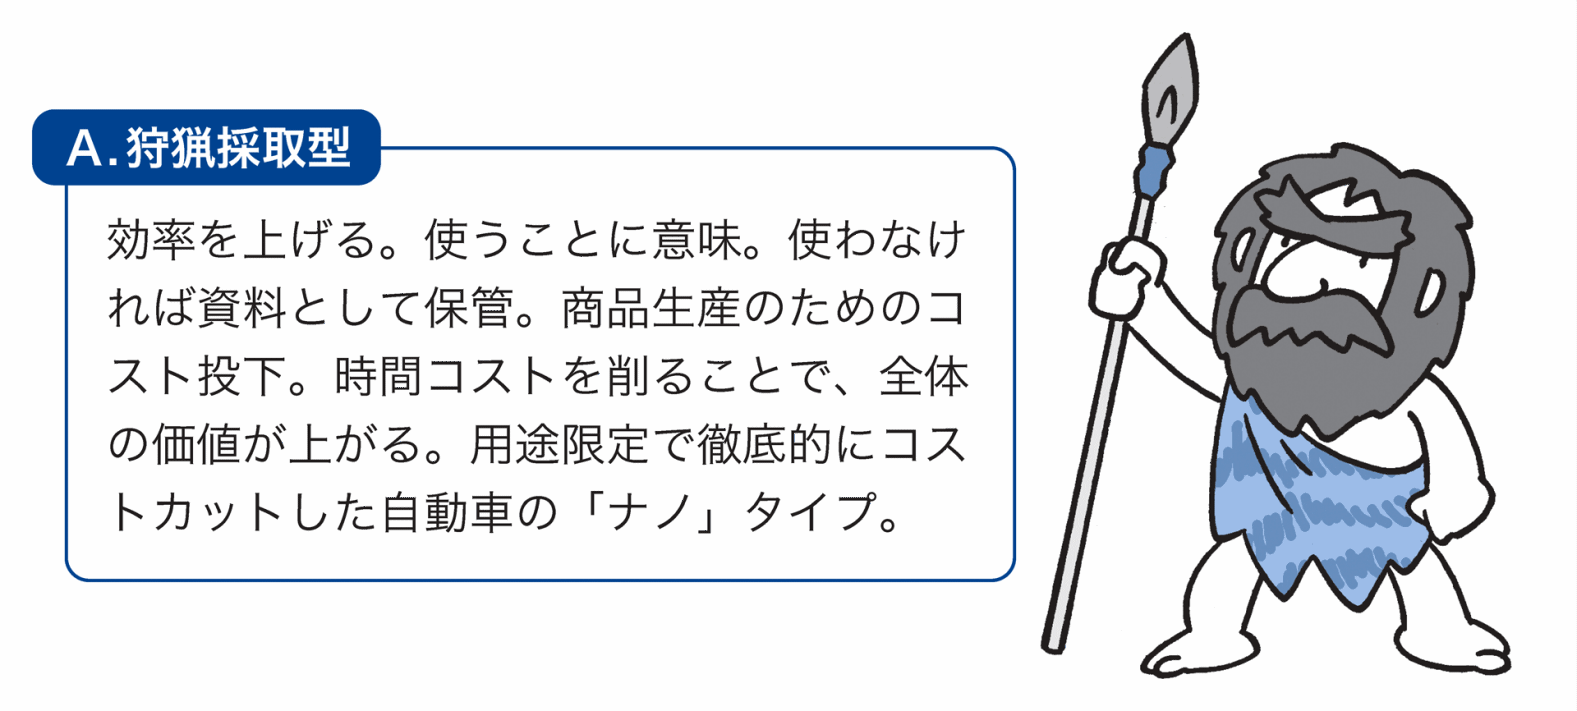 A.狩猟採取型
効率を上げる。使うことに意味。使わなけ
れば資料として保管。商品生産のためのコ
スト投下。時間コストを削ることで、全体
の価値が上がる。用途限定で徹底的にコス
トカットした自動車の「ナノ」タイプ。